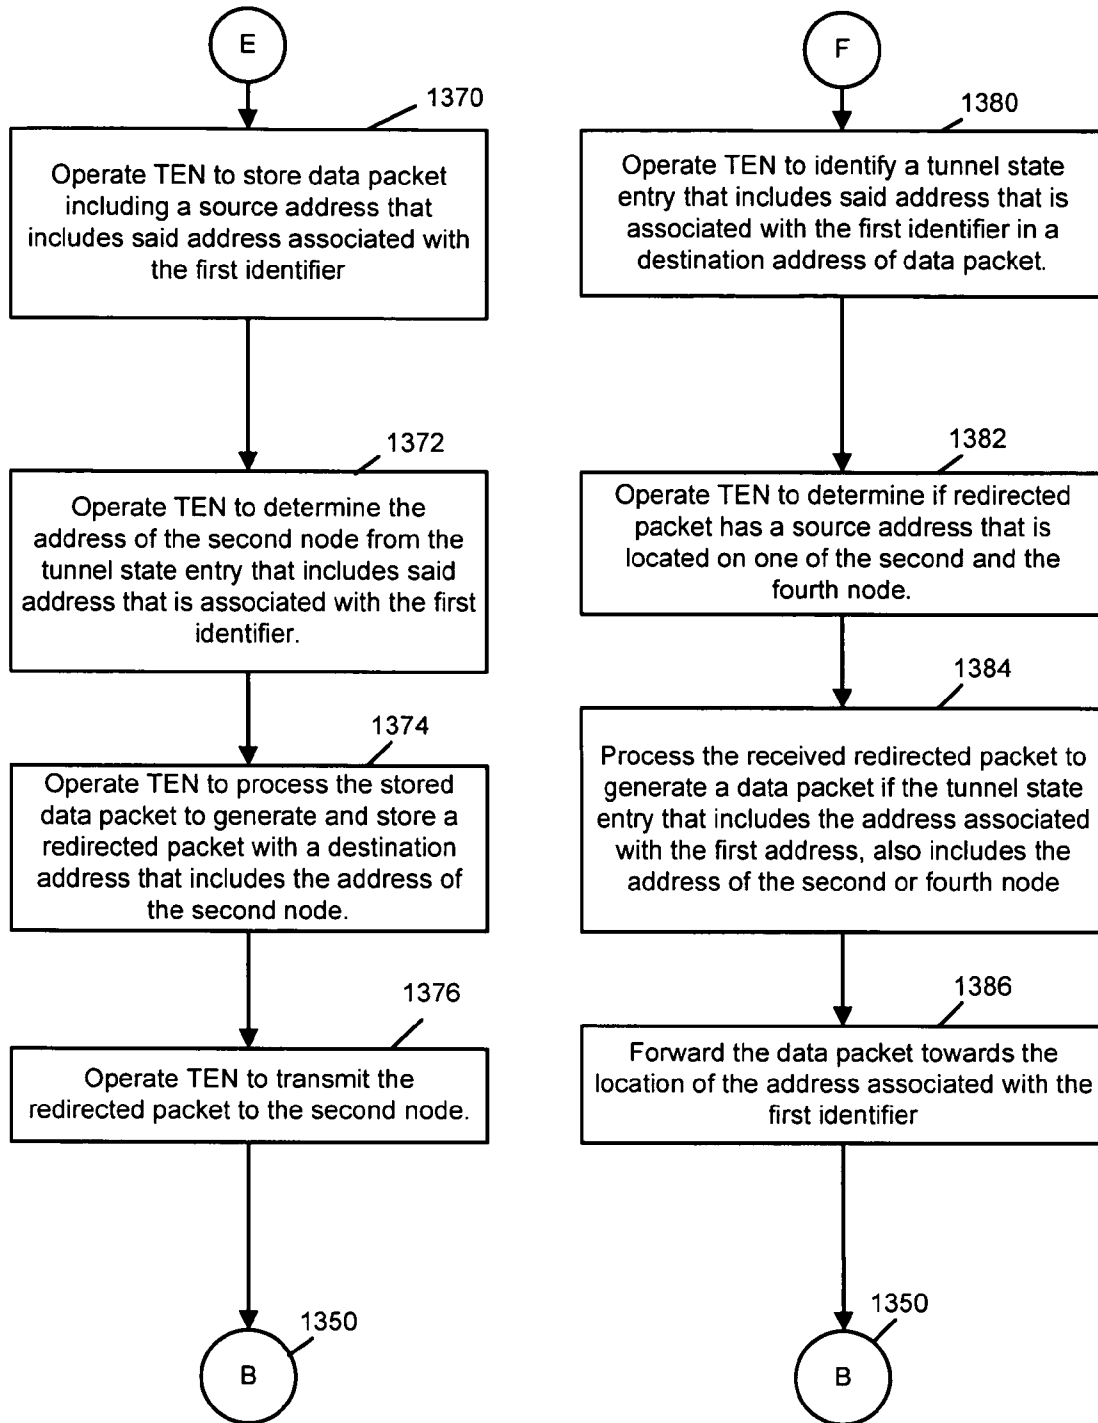 E
1370
Operate TEN to store data packet
including a source address that
includes said address associated with
the first identifier
1372
Operate TEN to determine the
address of the second node from the
tunnel state entry that includes said
address that is associated with the first
identifier.
1374
Operate TEN to process the stored
data packet to generate and store a
redirected packet with a destination
address that includes the address of
the second node.
1376
Operate TEN to transmit the
redirected packet to the second node.
1350
B
F
1380
Operate TEN to identify a tunnel state
entry that includes said address that is
associated with the first identifier in a
destination address of data packet.
1382
Operate TEN to determine if redirected
packet has a source address that is
located on one of the second and the
fourth node.
1384
Process the received redirected packet to
generate a data packet if the tunnel state
entry that includes the address associated
with the first address, also includes the
address of the second or fourth node
1386
Forward the data packet towards the
location of the address associated with the
first identifier
1350
B